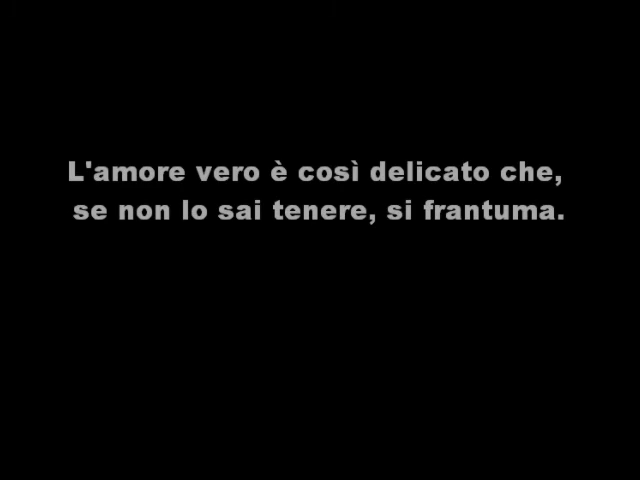 L'amore vero è così delicato che,
se non lo sai tenere, si frantuma.